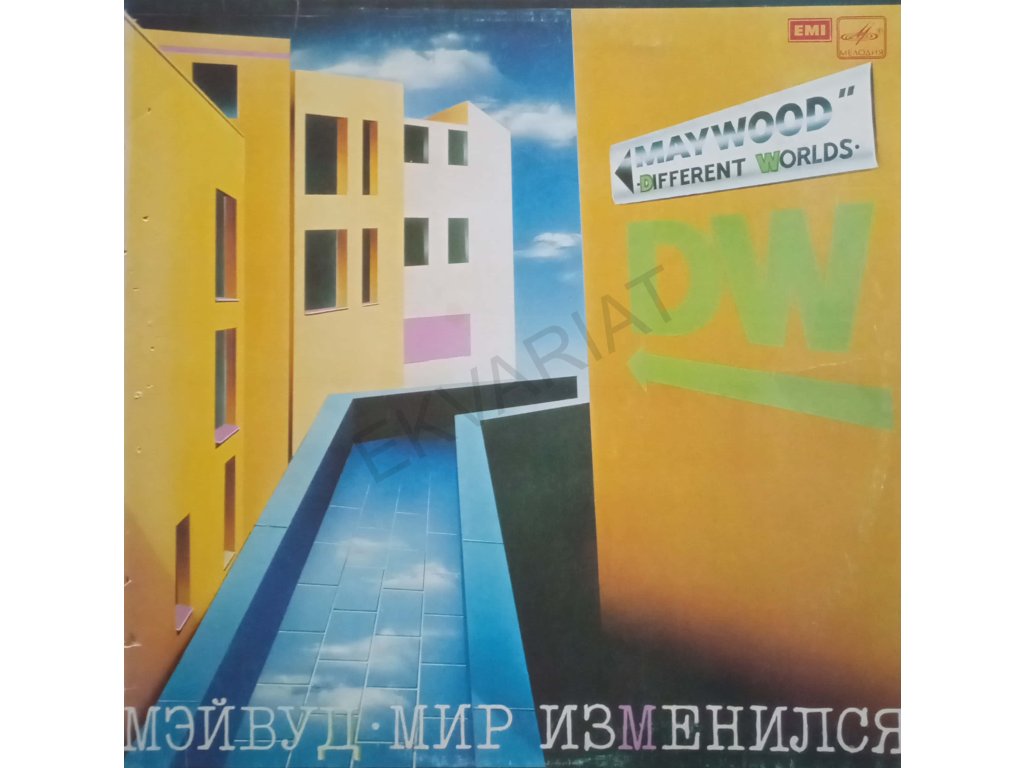 EMI
МЕЛОДИЯ
MAYWOOD"
·DIFFERENT WORLDS·
DW
EKVARIAT
МЭЙВУД·МИР ИЗМЕНИЛСЯ